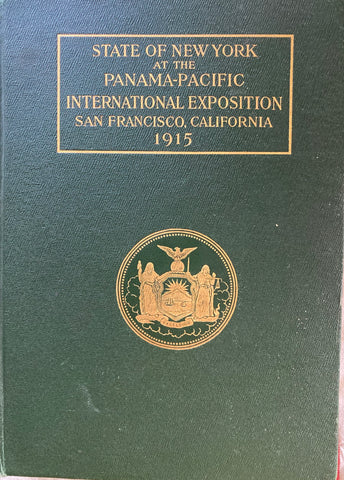 STATE OF NEW YORK
AT THE
PANAMA-PACIFIC
INTERNATIONAL EXPOSITION
SAN FRANCISCO, CALIFORNIA
1915